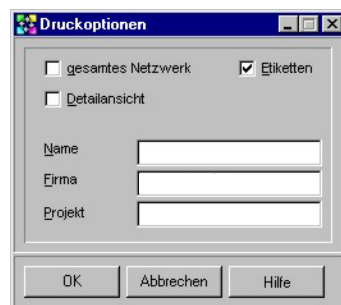 Druckoptionen
gesamtes Netzwerk Etiketten
Detailansicht
Name
Firma
Projekt
OK Abbrechen Hilfe